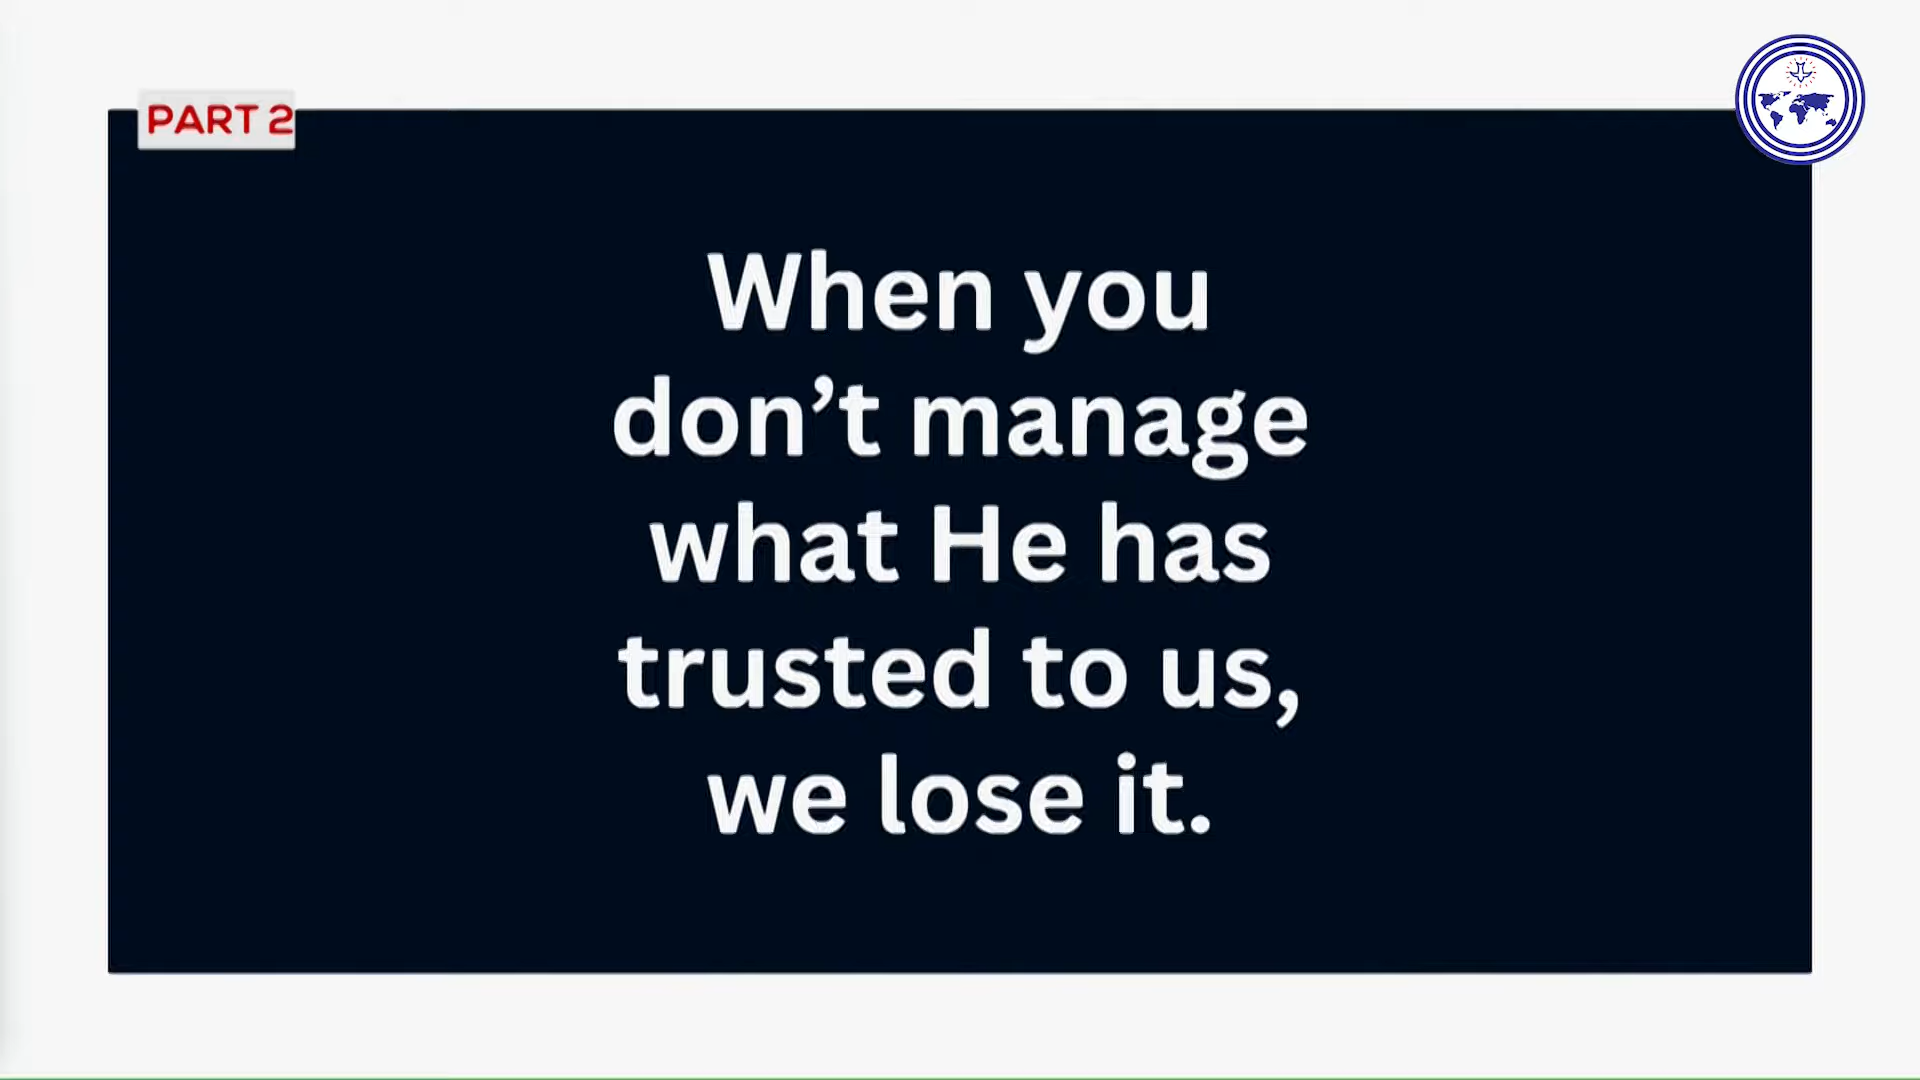 PART 2
When you
don’t manage
what He has
trusted to us,
we lose it.